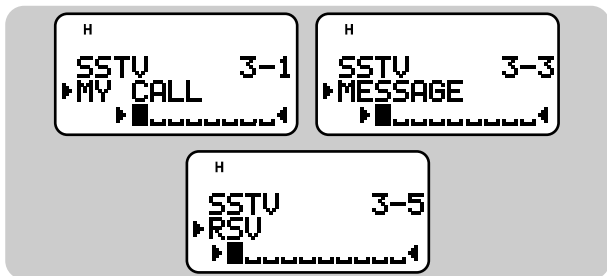 H
SSTV 3-1
MY CALL
H
SSTV 3-3
MESSAGE
H
SSTV 3-5
RSV